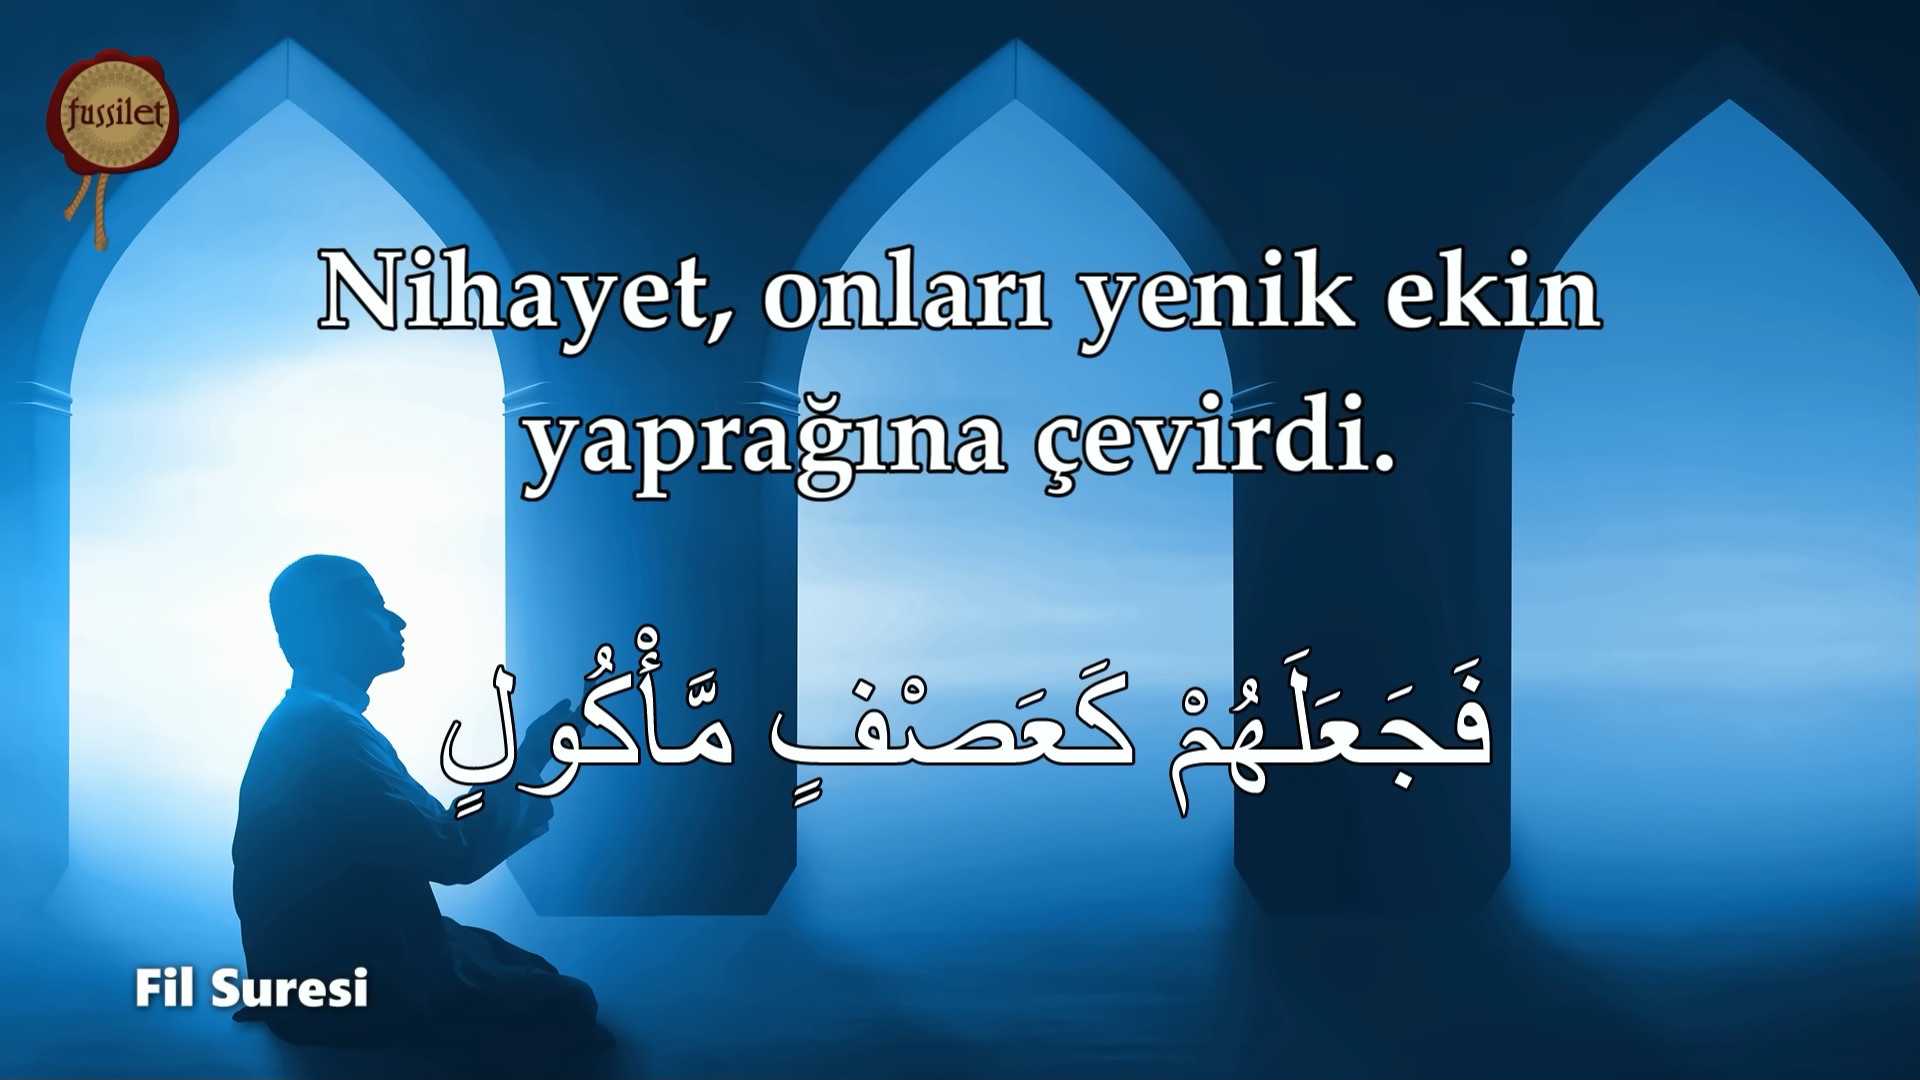 fussilet
Nihayet, onları yenik ekin
yaprağına çevirdi.
فَجَعَلَهُمْ كَعَصْفٍ مَّأْكُولٍ
Fil Suresi